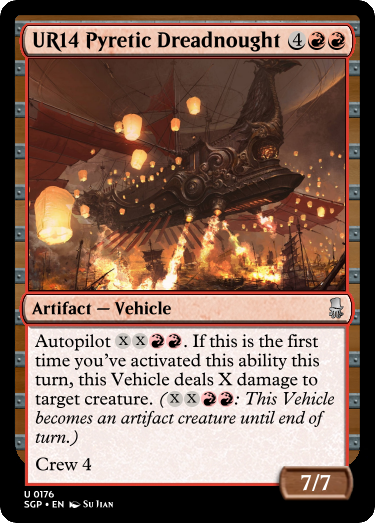 UR14 Pyretic Dreadnought 4
Artifact — Vehicle
Autopilot X X. If this is the first
time you've activated this ability this
turn, this Vehicle deals X damage to
target creature. (X X: This Vehicle
becomes an artifact creature until end of
turn.)
Crew 4
7/7
U 0176
SGP • EN Su Jian